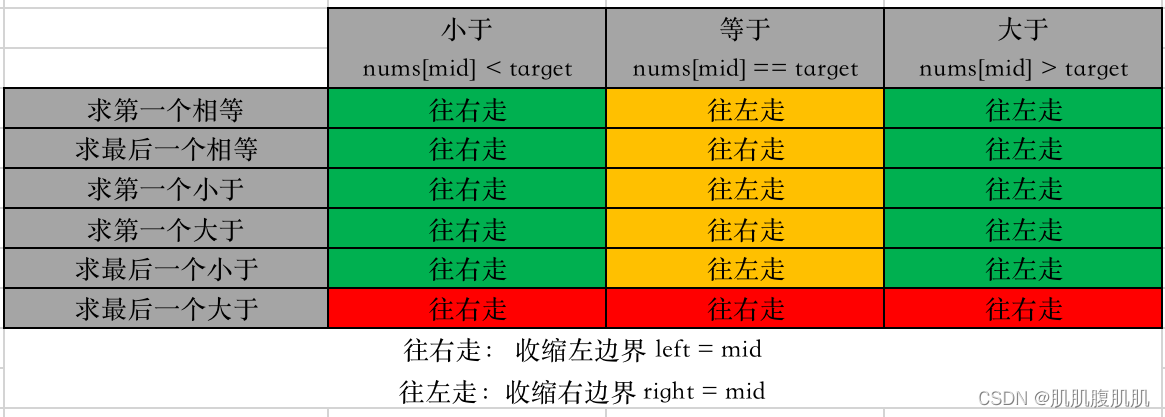 小于 等于 大于
nums[mid] < target nums[mid] == target nums[mid] > target
求第一个相等 往右走 往左走 往左走
求最后一个相等 往右走 往右走 往左走
求第一个小于 往右走 往左走 往左走
求第一个大于 往右走 往右走 往左走
求最后一个小于 往右走 往左走 往左走
求最后一个大于 往右走 往右走 往右走
往右走： 收缩左边界 left = mid
往左走：收缩右边界 right = mid
CSDN @肌肌腹肌肌